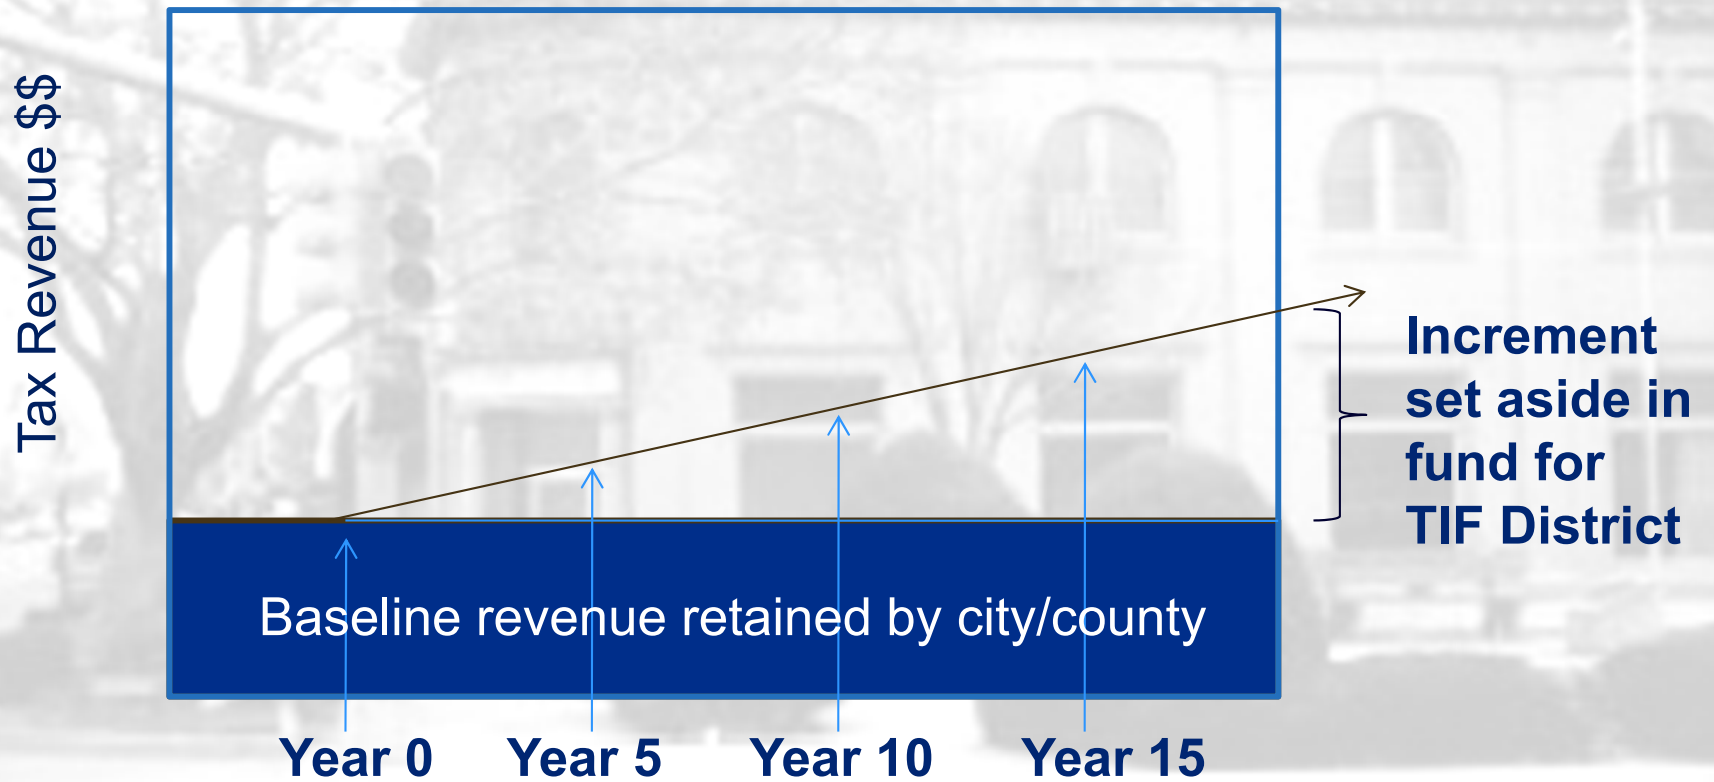 Tax Revenue $$
Increment
set aside in
fund for
TIF District
Baseline revenue retained by city/county
Year 0 Year 5 Year 10 Year 15